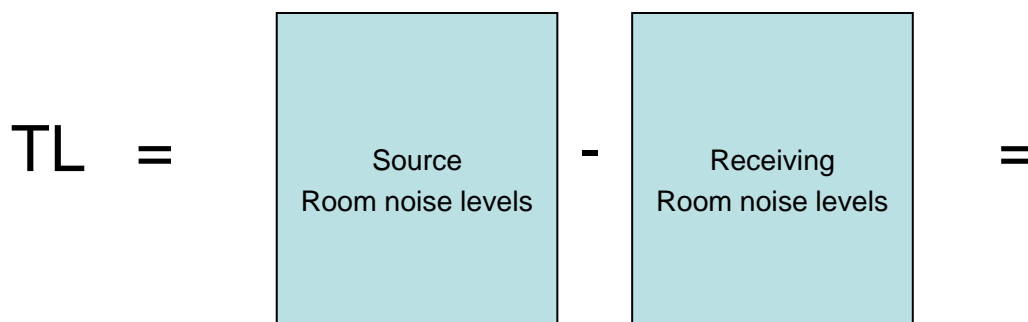 TL =
Source
Room noise levels
-
Receiving
Room noise levels
=